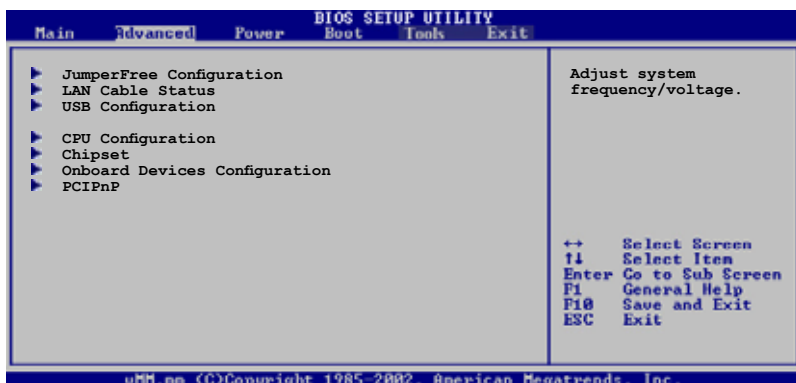 BIOS SETUP UTILITY
Main Advanced Power Boot Tools Exit
JumperFree Configuration
LAN Cable Status
USB Configuration
CPU Configuration
Chipset
Onboard Devices Configuration
PCIPnP
Adjust system
frequency/voltage.
←→ Select Screen
↑↓ Select Item
Enter Go to Sub Screen
F1 General Help
F10 Save and Exit
ESC Exit
(C)Copyright 1985-2002, American Megatrends, Inc.